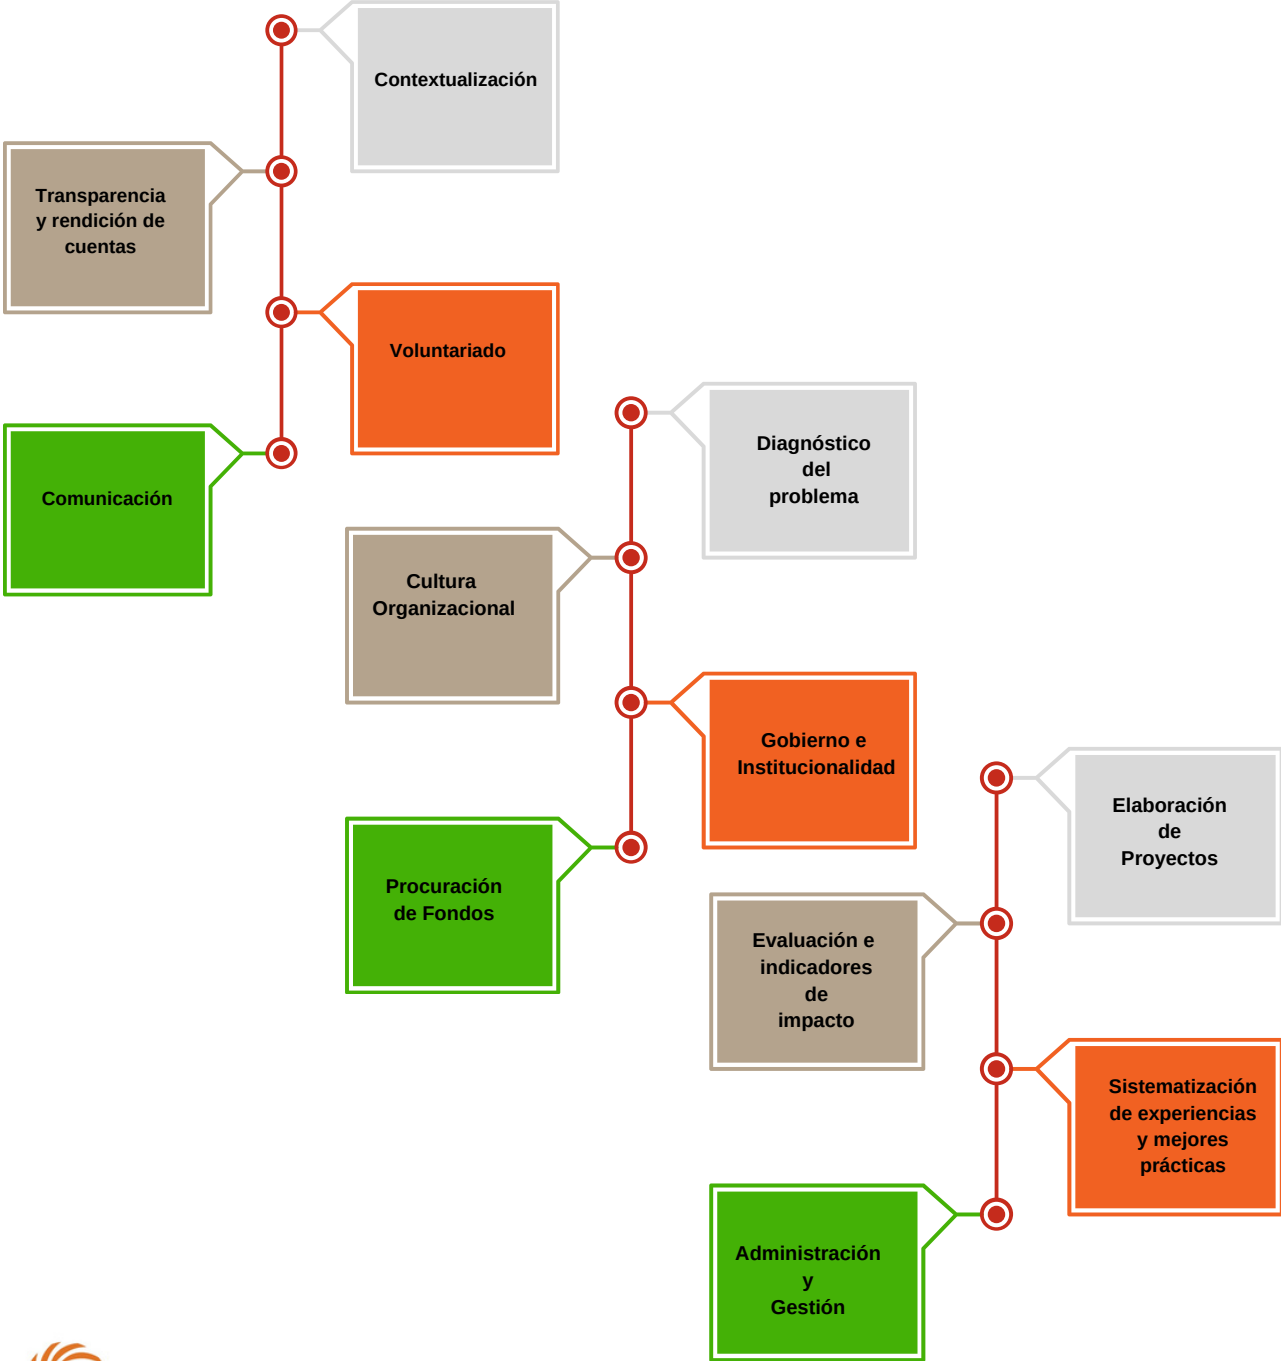 Contextualización
Transparencia
y rendición de
cuentas
Voluntariado
Comunicación
Diagnóstico
del
problema
Cultura
Organizacional
Gobierno e
Institucionalidad
Procuración
de Fondos
Elaboración
de
Proyectos
Evaluación e
indicadores
de
impacto
Sistematización
de experiencias
y mejores
prácticas
Administración
y
Gestión